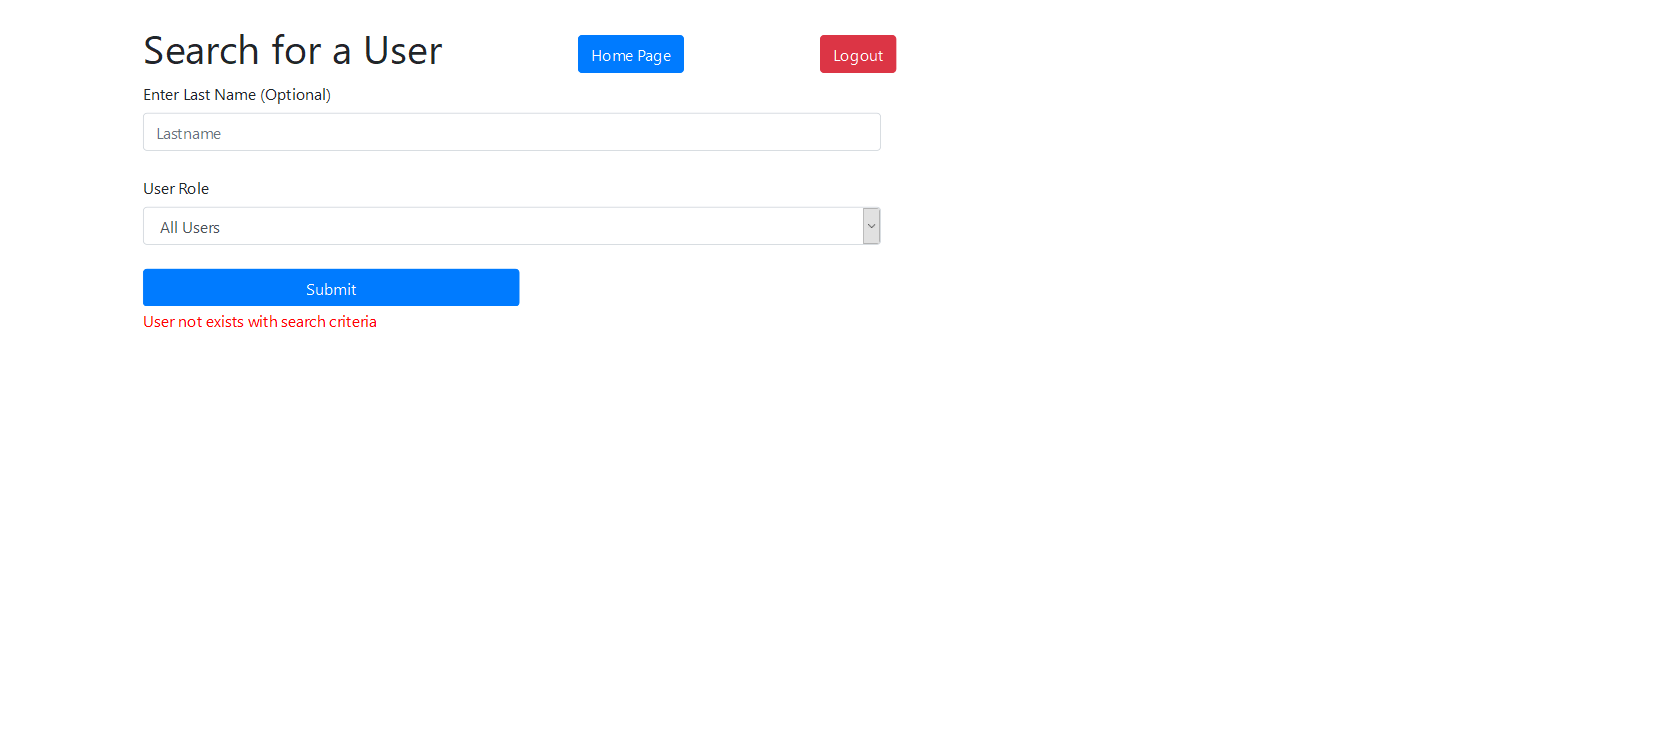 Search for a User
Home Page
Logout
Enter Last Name (Optional)
Lastname
User Role
All Users
Submit
User not exists with search criteria